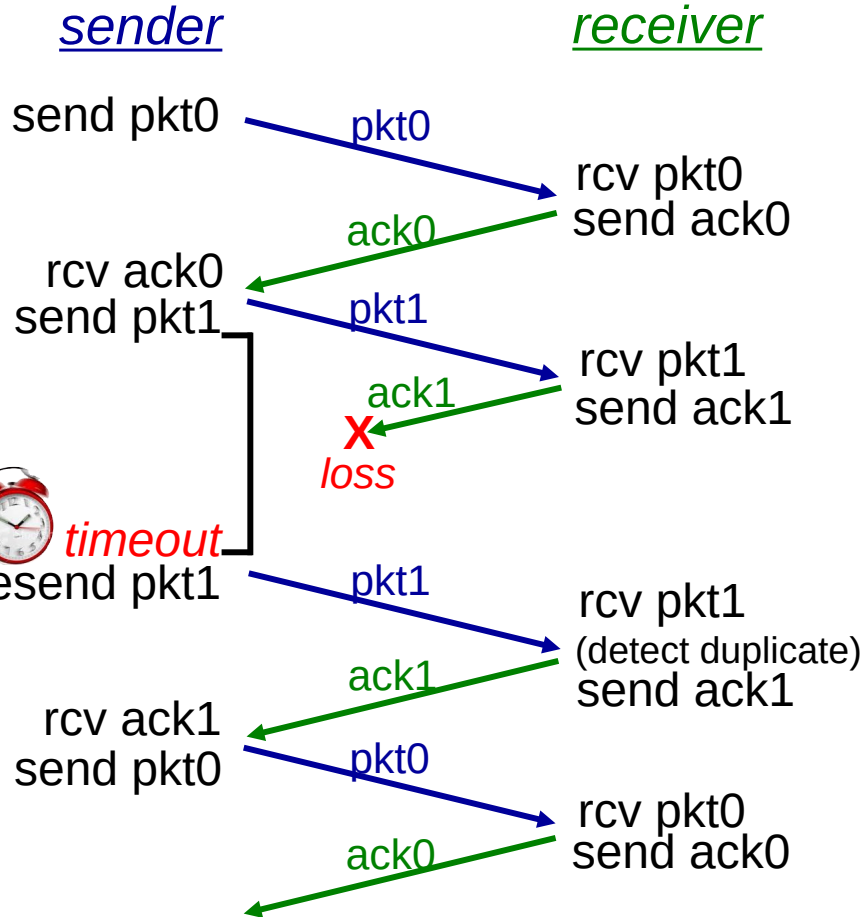 sender
receiver
send pkt0
pkt0
rcv pkt0
send ack0
ack0
rcv ack0
send pkt1
pkt1
rcv pkt1
send ack1
ack1
X
loss
timeout
esend pkt1
pkt1
rcv pkt1
(detect duplicate)
send ack1
ack1
rcv ack1
send pkt0
pkt0
rcv pkt0
send ack0
ack0